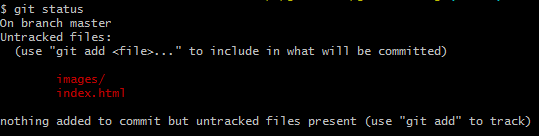 $ git status
On branch master
Untracked files:
  (use "git add <file>..." to include in what will be committed)

        images/
        index.html

nothing added to commit but untracked files present (use "git add" to track)